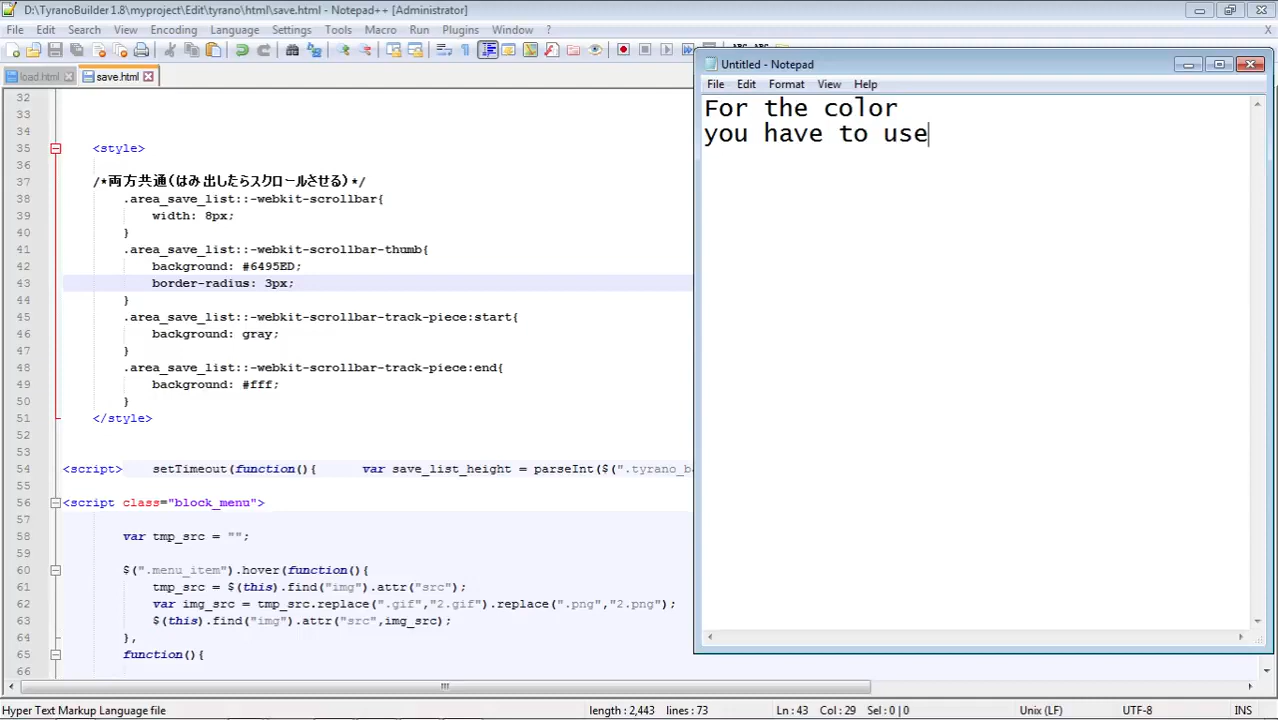 D:\TyranoBuilder 1.8\myproject\Edit\tyrano\html\save.html - Notepad++ [Administrator]
File Edit Search View Encoding Language Settings Tools Macro Run Plugins Window ? X
load.html save.html
Untitled - Notepad
File Edit Format View Help
For the color
you have to use
32
33
34
35 <style>
36
37 /*両方共通(はみ出したらスクロールさせる)*/
38 .area_save_list::-webkit-scrollbar{
39 width: 8px;
40 }
41 .area_save_list::-webkit-scrollbar-thumb{
42 background: #6495ED;
43 border-radius: 3px;
44 }
45 .area_save_list::-webkit-scrollbar-track-piece:start{
46 background: gray;
47 }
48 .area_save_list::-webkit-scrollbar-track-piece:end{
49 background: #fff;
50 }
51 </style>
52
53
54 <script> setTimeout(function(){ var save_list_height = parseInt($(".tyrano_b
55
56 <script class="block_menu">
57
58 var tmp_src = "";
59
60 $(".menu_item").hover(function(){
61 tmp_src = $(this).find("img").attr("src");
62 var img_src = tmp_src.replace(".gif","2.gif").replace(".png","2.png");
63 $(this).find("img").attr("src",img_src);
64 },
65 function(){
66
Hyper Text Markup Language file length : 2,443 lines : 73 Ln : 43 Col : 29 Sel : 0 | 0 Unix (LF) UTF-8 INS